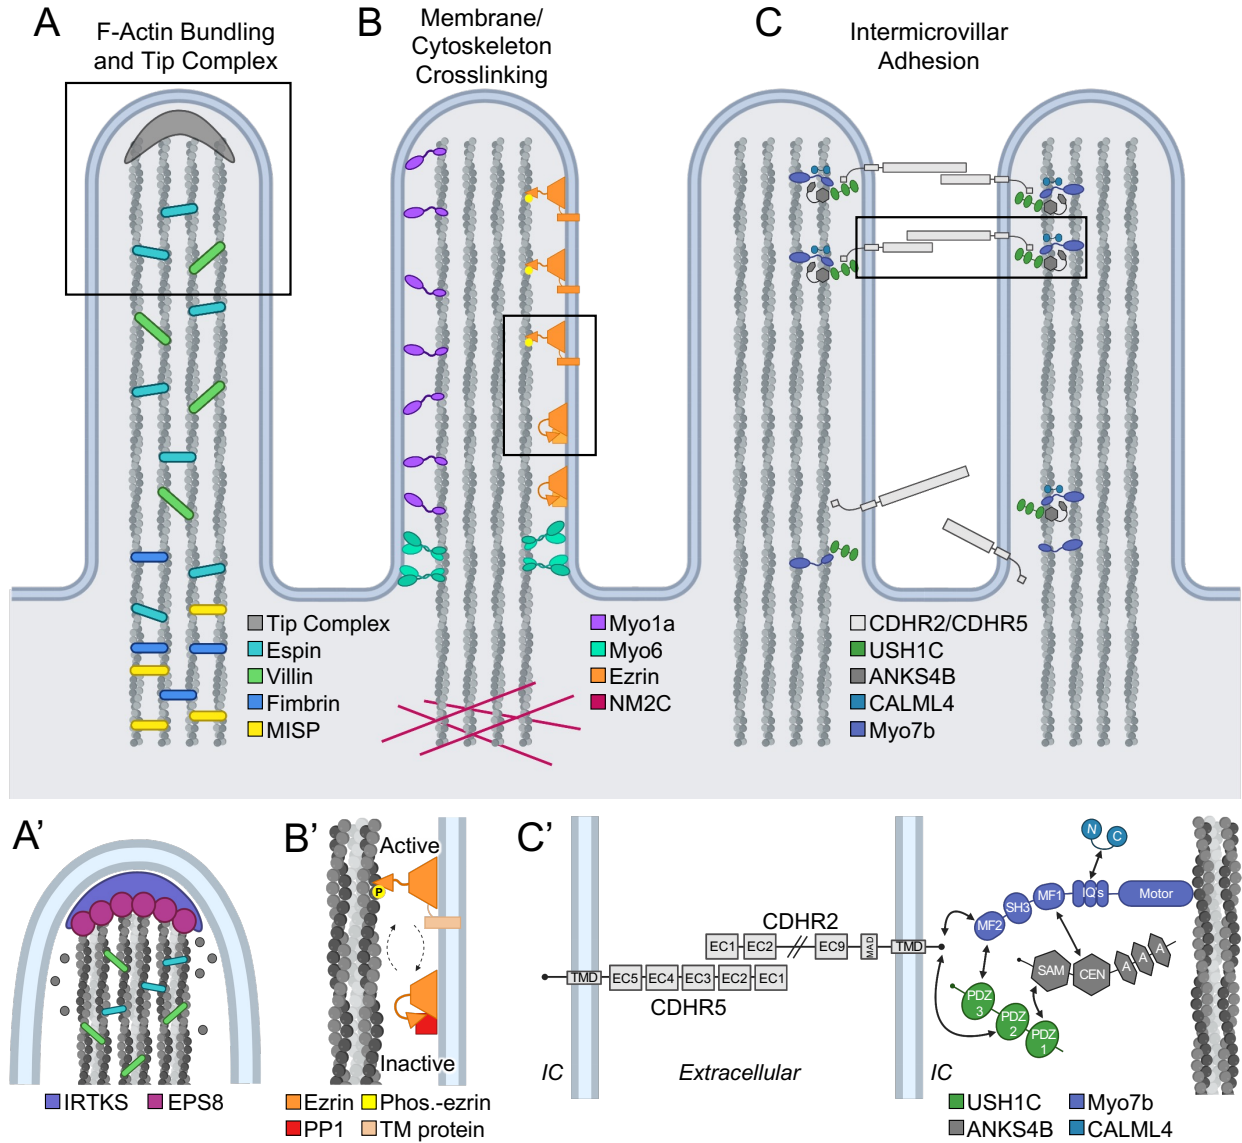 A
F-Actin Bundling
and Tip Complex
B
Membrane/
Cytoskeleton
Crosslinking
C
Intermicrovillar
Adhesion
Tip Complex
Espin
Villin
Fimbrin
MISP
Myo1a
Myo6
Ezrin
NM2C
CDHR2/CDHR5
USH1C
ANKS4B
CALML4
Myo7b
A'
IRTKS
EPS8
B'
Active
P
Inactive
Ezrin
Phos.-ezrin
PP1
TM protein
C'
CDHR2
EC1
EC2
EC9
MAD
TMD
TMD
EC5
EC4
EC3
EC2
EC1
CDHR5
IC
Extracellular
IC
N
C
MF2
SH3
MF1
IQ's
Motor
SAM
CEN
A
A
A
PDZ
3
PDZ
2
PDZ
1
USH1C
Myo7b
ANKS4B
CALML4